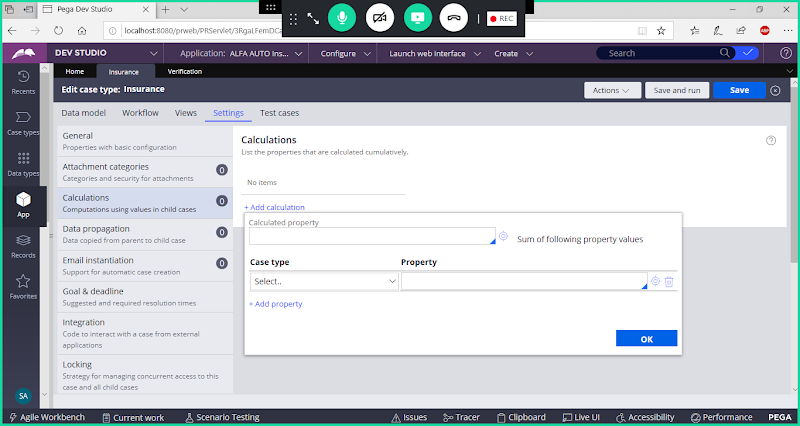 REC
Pega Dev Studio
localhost:8080/prweb/PRServlet/3RgaLFemDCa
ABP
DEV STUDIO
Application: ALFA AUTO Ins...
Configure
Launch web interface
Create
Search
Home
Insurance
Verification
Recents
Case types
Data types
App
Records
Favorites
SA
Edit case type: Insurance
Actions
Save and run
Save
Data model
Workflow
Views
Settings
Test cases
General
Properties with basic configuration
Attachment categories
0
Categories and security for attachments
Calculations
0
Computations using values in child cases
Data propagation
0
Data copied from parent to child case
Email instantiation
0
Support for automatic case creation
Goal & deadline
Suggested and required resolution times
Integration
Code to interact with a case from external
applications
Locking
Strategy for managing concurrent access to this
case and all child cases
Calculations
List the properties that are calculated cumulatively.
No items
+ Add calculation
Calculated property
Sum of following property values
Case type
Property
Select..
+ Add property
OK
Agile Workbench
Current work
Scenario Testing
Issues
Tracer
Clipboard
Live UI
Accessibility
Performance
PEGA